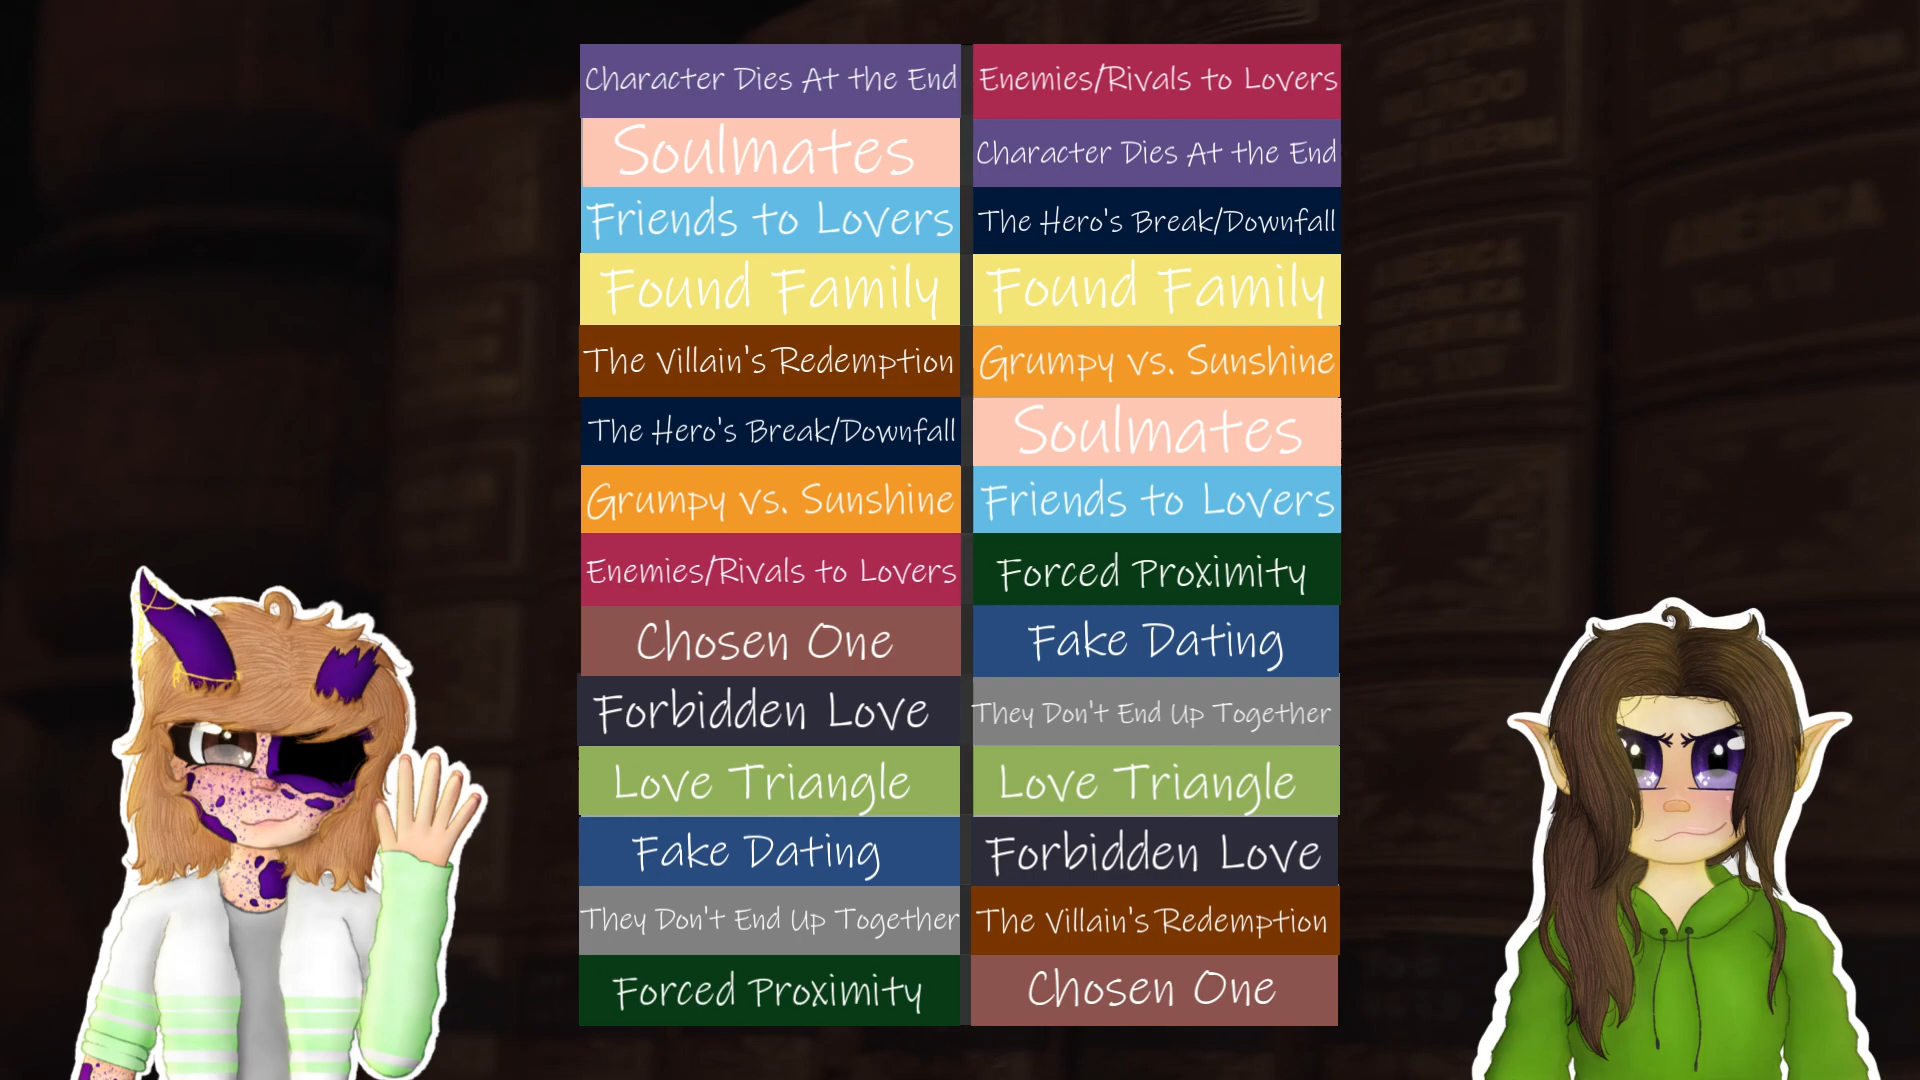 Character Dies At the End
Soulmates
Friends to Lovers
Found Family
The Villain's Redemption
The Hero's Break/Downfall
Grumpy vs. Sunshine
Enemies/Rivals to Lovers
Chosen One
Forbidden Love
Love Triangle
Fake Dating
They Don't End Up Together
Forced Proximity
Enemies/Rivals to Lovers
Character Dies At the End
The Hero's Break/Downfall
Found Family
Grumpy vs. Sunshine
Soulmates
Friends to Lovers
Forced Proximity
Fake Dating
They Don't End Up Together
Love Triangle
Forbidden Love
The Villain's Redemption
Chosen One
AMERICA